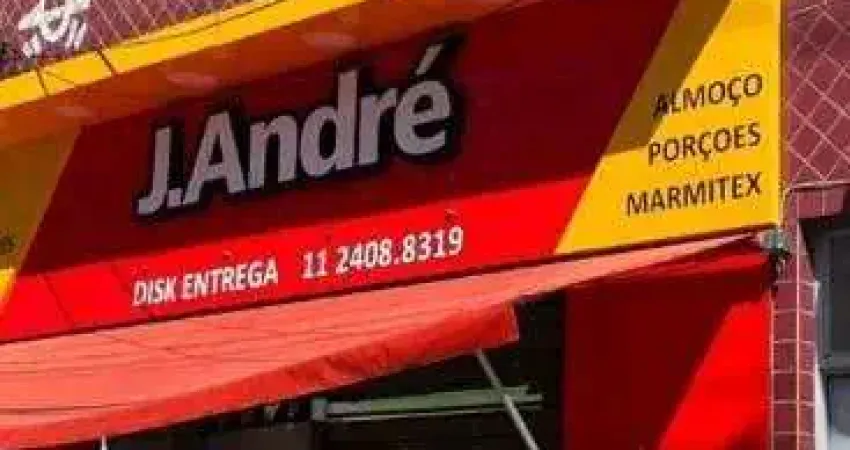 J.André
DISK ENTREGA 11 2408.8319
ALMOÇO
PORÇOES
MARMITEX